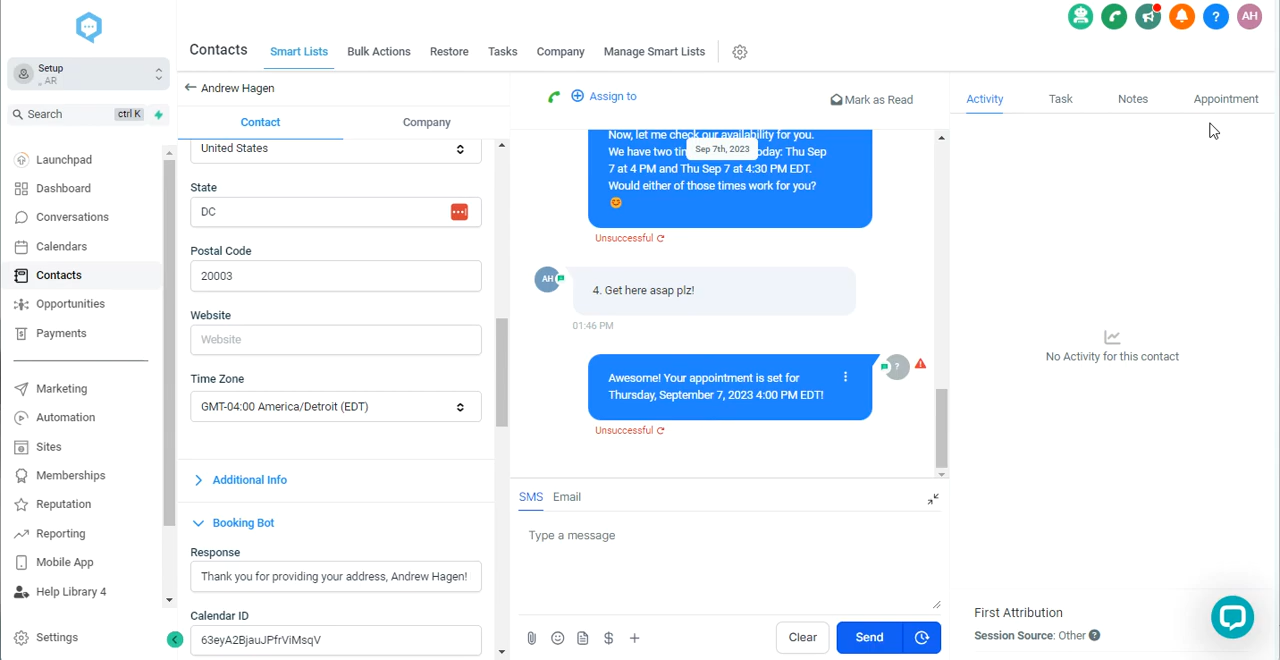 Setup
_ AR
Search
ctrl K
Launchpad
Dashboard
Conversations
Calendars
Contacts
Opportunities
Payments
Marketing
Automation
Sites
Memberships
Reputation
Reporting
Mobile App
Help Library 4
Settings
Contacts
Smart Lists
Bulk Actions
Restore
Tasks
Company
Manage Smart Lists
?
AH
Andrew Hagen
Contact
Company
United States
State
DC
Postal Code
20003
Website
Website
Time Zone
GMT-04:00 America/Detroit (EDT)
Additional Info
Booking Bot
Response
Thank you for providing your address, Andrew Hagen!
Calendar ID
63eyA2BjauJPfrViMsqV
Assign to
Mark as Read
Now, let me check our availability for you.
Sep 7th, 2023
We have two tim
oday: Thu Sep
7 at 4 PM and Thu Sep 7 at 4:30 PM EDT.
Would either of those times work for you?
Unsuccessful
AH
4. Get here asap plz!
01:46 PM
Awesome! Your appointment is set for
Thursday, September 7, 2023 4:00 PM EDT!
?
Unsuccessful
SMS
Email
Type a message
Clear
Send
Activity
Task
Notes
Appointment
No Activity for this contact
First Attribution
Session Source: Other ?